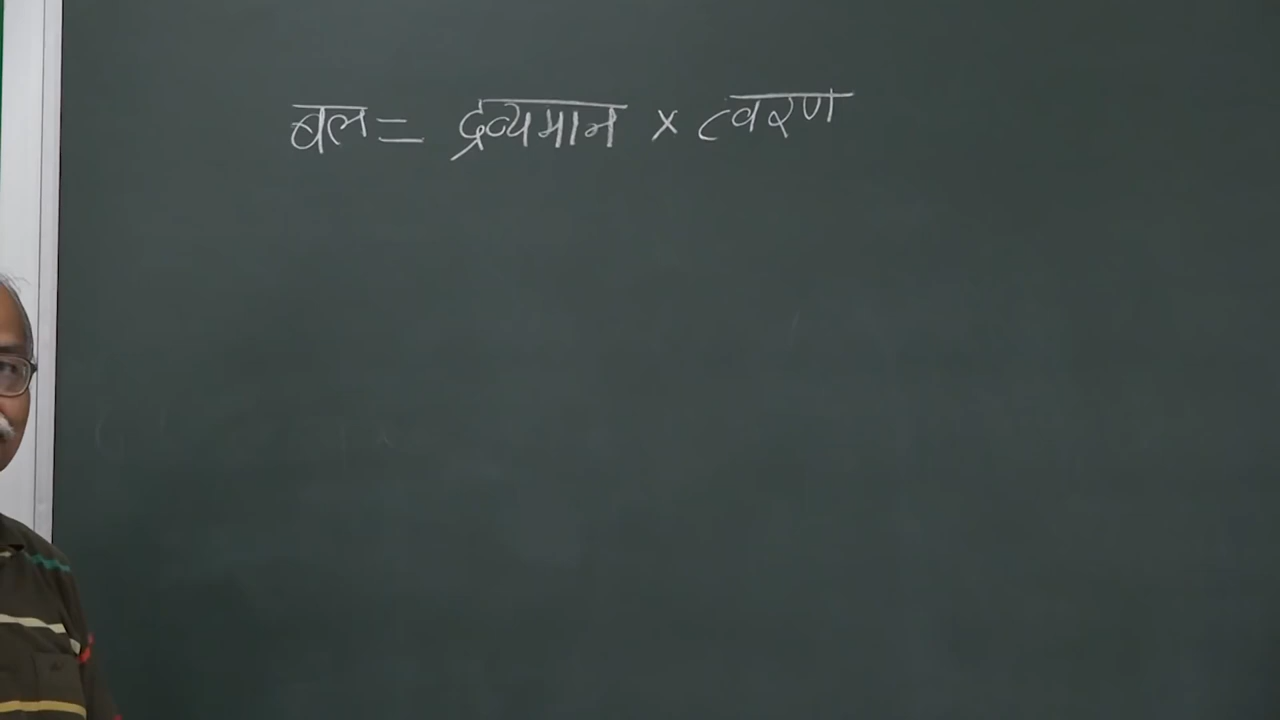 बल = द्रव्यमान × त्वरण